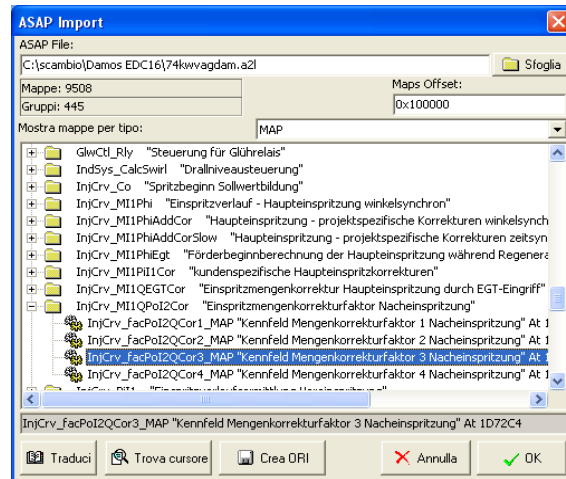 ASAP Import
ASAP File:
C:\scambio\Damos EDC16\74kwvagdam.a2l
Sfoglia
Mappe: 9508
Maps Offset:
Gruppi: 445
0x100000
Mostra mappe per tipo:
MAP
GlwCtl_Rly "Steuerung für Glührelais"
IndSys_CalcSwirl "Drallniveausteuerung"
InjCrv_Co "Spritzbeginn Sollwertbildung"
InjCrv_MI1Phi "Einspritzverlauf - Haupteinspritzung winkelsynchron"
InjCrv_MI1PhiAddCor "Haupteinspritzung - projektspezifische Korrekturen winkelsynch
InjCrv_MI1PhiAddCorSlow "Haupteinspritzung - projektspezifische Korrekturen zeitsyn
InjCrv_MI1PhiEgt "Förderbeginnberechnung der Haupteinspritzung während Regenera
InjCrv_MI1PiI1Cor "kundenspezifische Haupteinspritzkorrekturen"
InjCrv_MI1QEGTCor "Einspritzmengenkorrektur Haupteinspritzung durch EGT-Eingriff"
InjCrv_MI1QPoI2Cor "Einspritzmengenkorrekturfaktor Nacheinspritzung"
InjCrv_facPoI2QCor1_MAP "Kennfeld Mengenkorrekturfaktor 1 Nacheinspritzung" At 1
InjCrv_facPoI2QCor2_MAP "Kennfeld Mengenkorrekturfaktor 2 Nacheinspritzung" At 1
InjCrv_facPoI2QCor3_MAP "Kennfeld Mengenkorrekturfaktor 3 Nacheinspritzung" At 1
InjCrv_facPoI2QCor4_MAP "Kennfeld Mengenkorrekturfaktor 4 Nacheinspritzung" At 1
InjCrv_facPoI2QCor3_MAP "Kennfeld Mengenkorrekturfaktor 3 Nacheinspritzung" At 1D72C4
Traduci
Trova cursore
Crea ORI
Annulla
OK